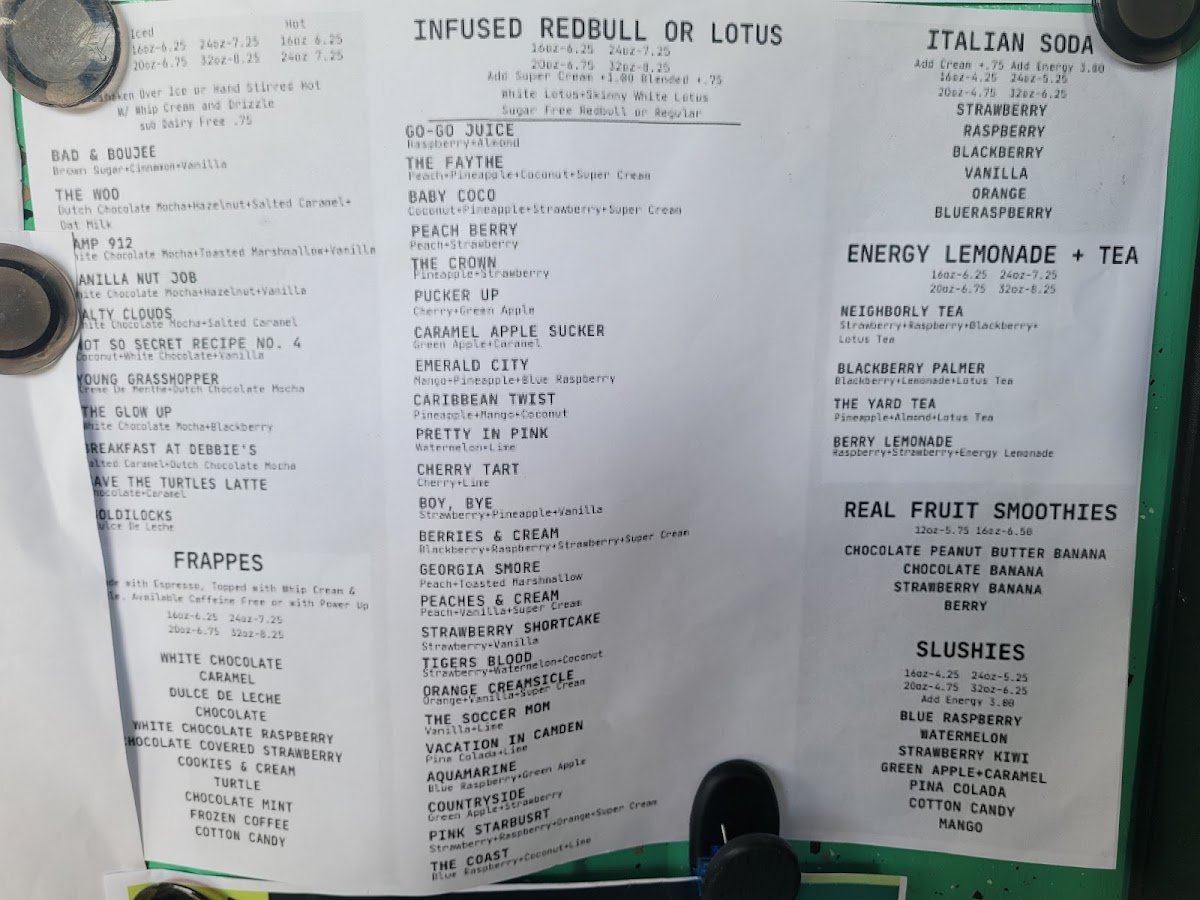 Iced
16oz-6.25 24oz-7.25
20oz-6.75 32oz-8.25
Hot
16oz 6.25
24oz 7.25
Over Ice or Hand Stirred Hot
W/ Whip Cream and Drizzle
sub Dairy Free .75
BAD & BOUJEE
Brown Sugar+Cinnamon+Vanilla
THE WOO
Dutch Chocolate Mocha+Hazelnut+Salted Caramel+
Oat Milk
AMP 912
ite Chocolate Mocha+Toasted Marshmallow+Vanilla
ANILLA NUT JOB
ite Chocolate Mocha+Hazelnut+Vanilla
ALTY CLOUDS
hite Chocolate Mocha+Salted Caramel
OT SO SECRET RECIPE NO. 4
Coconut+White Chocolate+Vanilla
YOUNG GRASSHOPPER
Creme De Menthe+Dutch Chocolate Mocha
THE GLOW UP
White Chocolate Mocha+Blackberry
BREAKFAST AT DEBBIE'S
alted Caramel+Dutch Chocolate Mocha
AVE THE TURTLES LATTE
hocolate+Caramel
OLDILOCKS
ulce De Leche
FRAPPES
with Espresso, Topped with Whip Cream &
Available Caffeine Free or with Power Up
16oz-6.25 24oz-7.25
20oz-6.75 32oz-8.25
WHITE CHOCOLATE
CARAMEL
DULCE DE LECHE
CHOCOLATE
WHITE CHOCOLATE RASPBERRY
CHOCOLATE COVERED STRAWBERRY
COOKIES & CREAM
TURTLE
CHOCOLATE MINT
FROZEN COFFEE
COTTON CANDY
INFUSED REDBULL OR LOTUS
16oz-6.25 24oz-7.25
20oz-6.75 32oz-8.25
Add Super Cream +1.00 Blended +.75
White Lotus+Skinny White Lotus
Sugar Free Redbull or Regular
GO-GO JUICE
Raspberry+Almond
THE FAYTHE
Peach+Pineapple+Coconut+Super Cream
BABY COCO
Coconut+Pineapple+Strawberry+Super Cream
PEACH BERRY
Peach+Strawberry
THE CROWN
Pineapple+Strawberry
PUCKER UP
Cherry+Green Apple
CARAMEL APPLE SUCKER
Green Apple+Caramel
EMERALD CITY
Mango+Pineapple+Blue Raspberry
CARIBBEAN TWIST
Pineapple+Mango+Coconut
PRETTY IN PINK
Watermelon+Lime
CHERRY TART
Cherry+Lime
BOY, BYE
Strawberry+Pineapple+Vanilla
BERRIES & CREAM
Blackberry+Raspberry+Strawberry+Super Cream
GEORGIA SMORE
Peach+Toasted Marshmallow
PEACHES & CREAM
Peach+Vanilla+Super Cream
STRAWBERRY SHORTCAKE
Strawberry+Vanilla
TIGERS BLOOD
Strawberry+Watermelon+Coconut
ORANGE CREAMSICLE
Orange+Vanilla+Super Cream
THE SOCCER MOM
Vanilla+Lime
VACATION IN CAMDEN
Pina Colada+Lime
AQUAMARINE
Blue Raspberry+Green Apple
COUNTRYSIDE
Green Apple+Strawberry
PINK STARBUSRT
Strawberry+Raspberry+Orange+Super Cream
THE COAST
Blue Raspberry+Coconut+Lime
ITALIAN SODA
Add Cream +.75 Add Energy 3.00
16oz-4.25 24oz-5.25
20oz-4.75 32oz-6.25
STRAWBERRY
RASPBERRY
BLACKBERRY
VANILLA
ORANGE
BLUERASPBERRY
ENERGY LEMONADE + TEA
16oz-6.25 24oz-7.25
20oz-6.75 32oz-8.25
NEIGHBORLY TEA
Strawberry+Raspberry+Blackberry+
Lotus Tea
BLACKBERRY PALMER
Blackberry+Lemonade+Lotus Tea
THE YARD TEA
Pineapple+Almond+Lotus Tea
BERRY LEMONADE
Raspberry+Strawberry+Energy Lemonade
REAL FRUIT SMOOTHIES
12oz-5.75 16oz-6.50
CHOCOLATE PEANUT BUTTER BANANA
CHOCOLATE BANANA
STRAWBERRY BANANA
BERRY
SLUSHIES
16oz-4.25 24oz-5.25
20oz-4.75 32oz-6.25
Add Energy 3.00
BLUE RASPBERRY
WATERMELON
STRAWBERRY KIWI
GREEN APPLE+CARAMEL
PINA COLADA
COTTON CANDY
MANGO